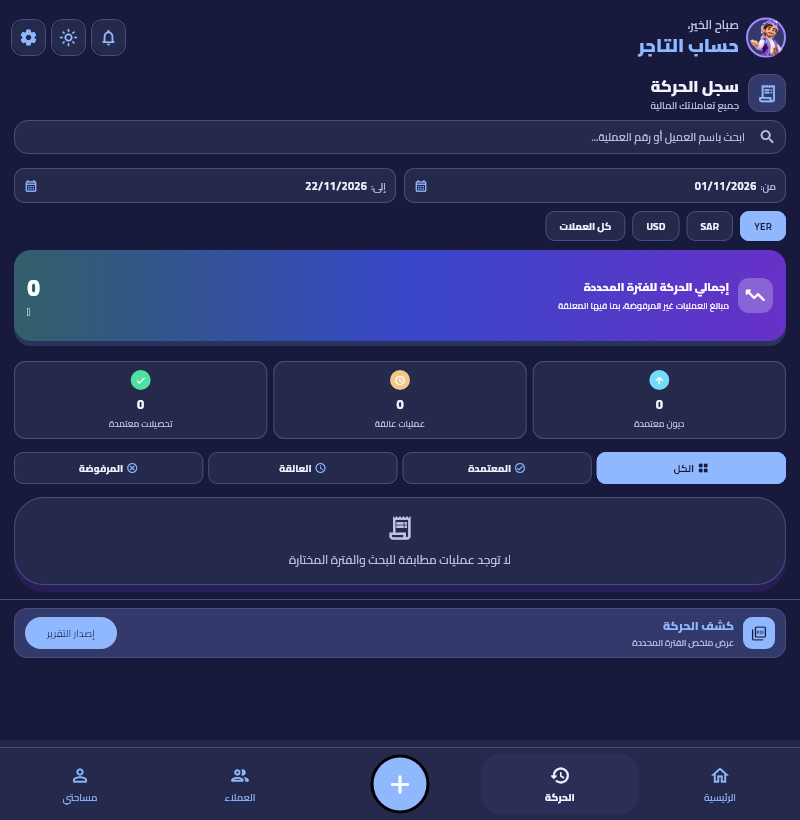 صباح الخير،
حساب التاجر
سجل الحركة
جميع تعاملاتك المالية
ابحث باسم العميل أو رقم العملية...
من: 01/11/2026
إلى: 22/11/2026
YER
SAR
USD
كل العملات
إجمالي الحركة للفترة المحددة
مبالغ العمليات غير المرفوضة، بما فيها المعلقة
0
0
ديون معتمدة
0
عمليات عالقة
0
تحصيلات معتمدة
الكل
المعتمدة
العالقة
المرفوضة
لا توجد عمليات مطابقة للبحث والفترة المختارة
كشف الحركة
عرض ملخص الفترة المحددة
إصدار التقرير
الرئيسية
الحركة
العملاء
مساحتي